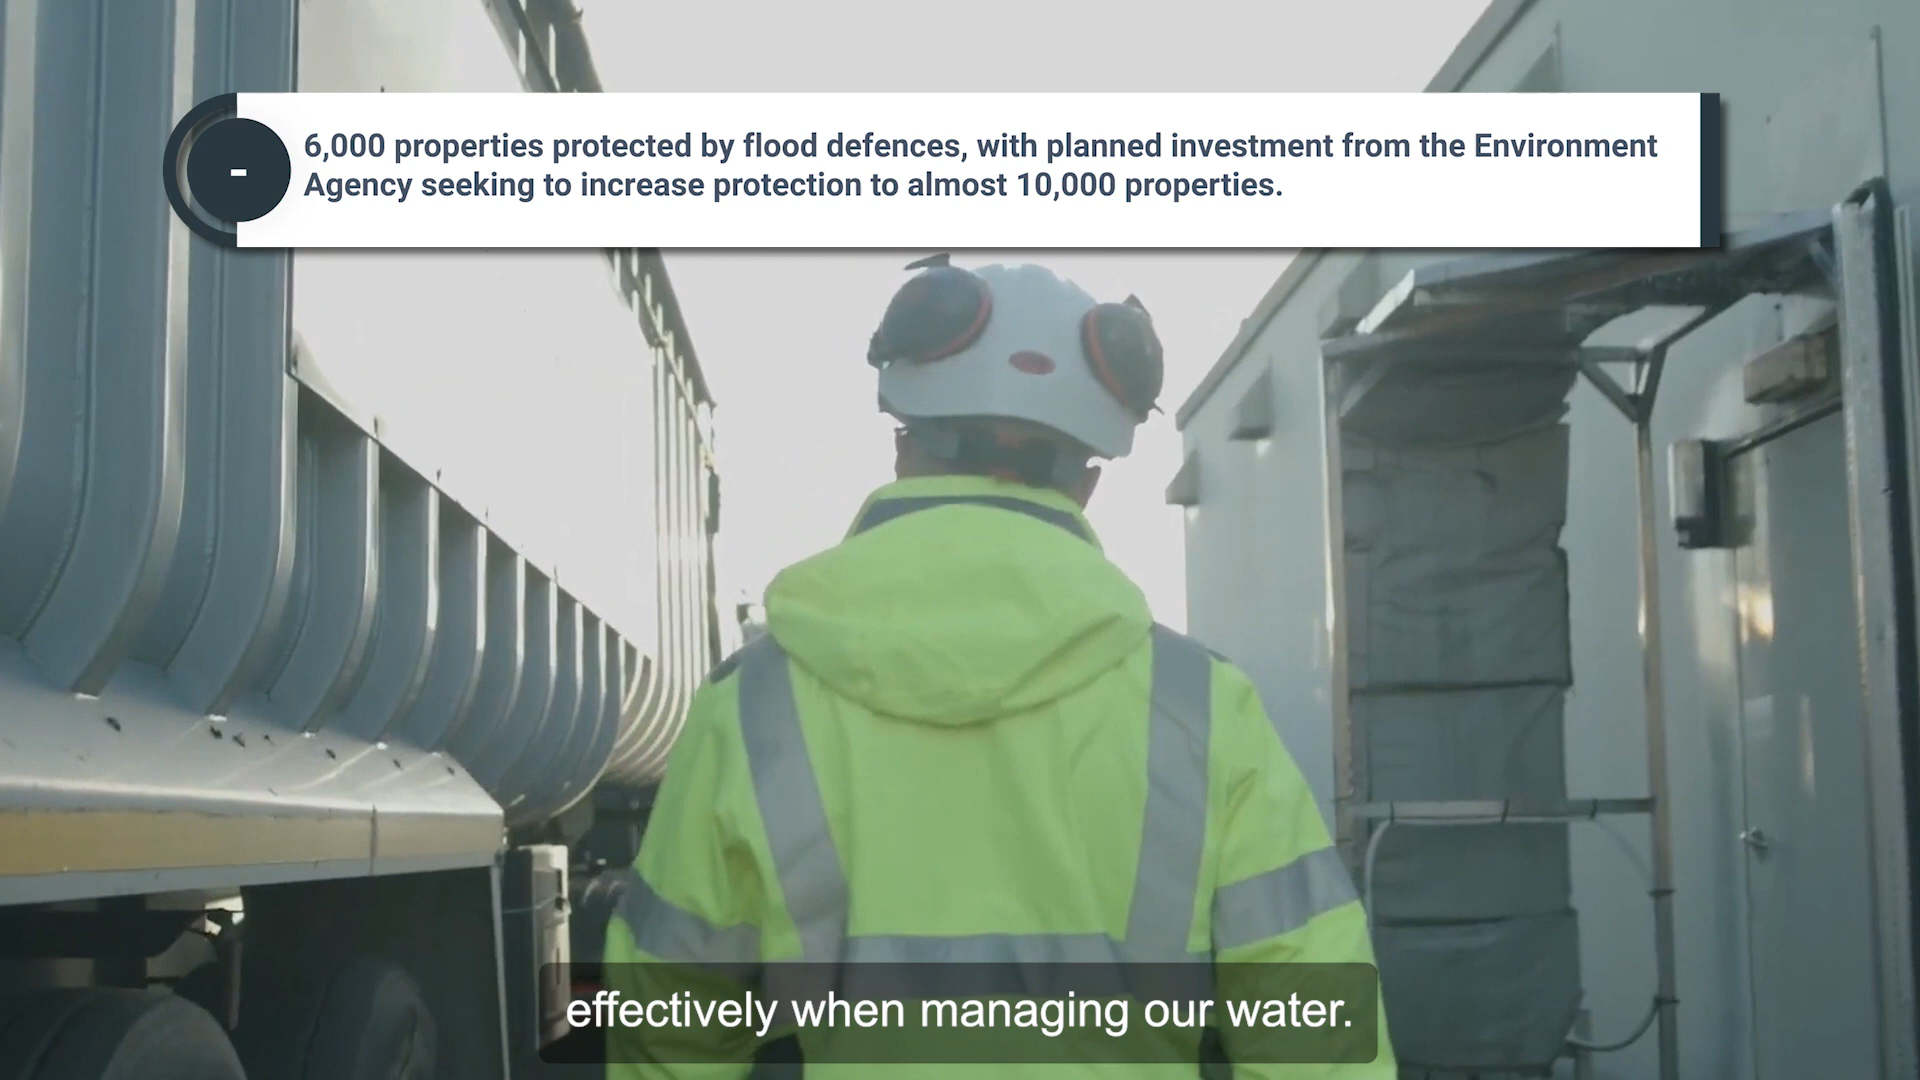 -
6,000 properties protected by flood defences, with planned investment from the Environment
Agency seeking to increase protection to almost 10,000 properties.
effectively when managing our water.